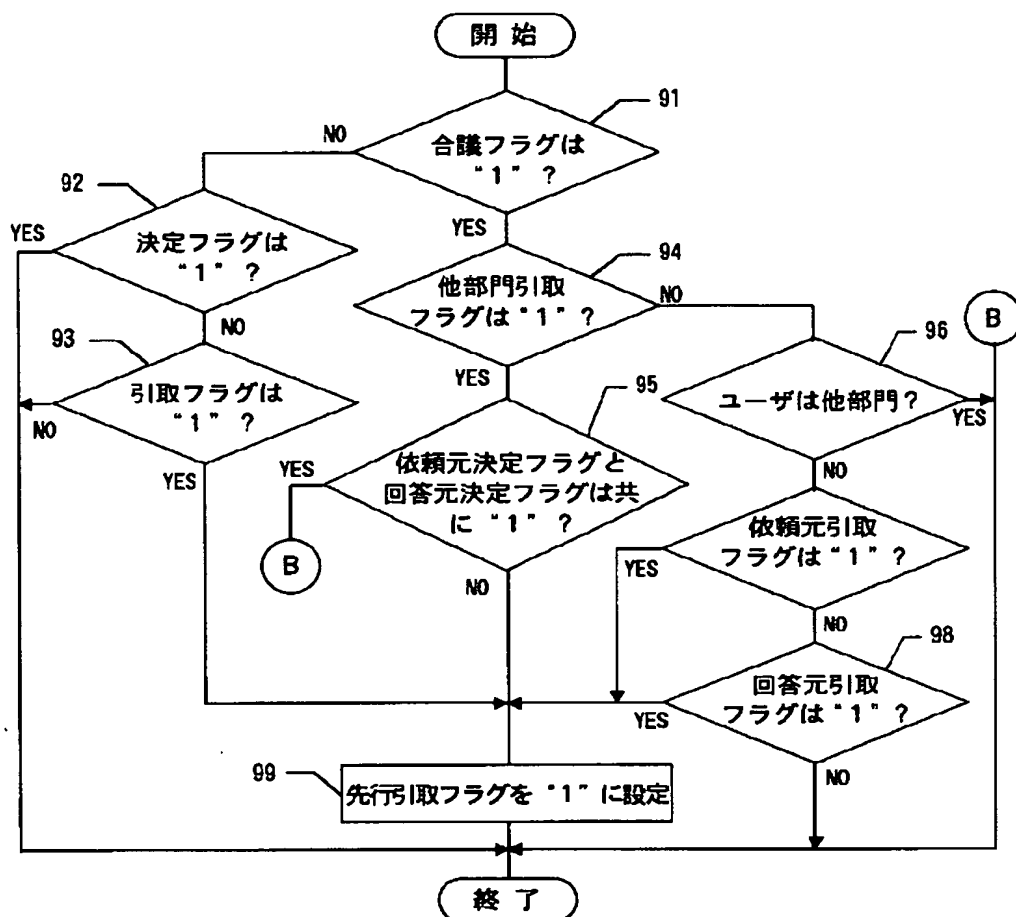 開始
91
合議フラグは
“1” ?
NO
YES
92
決定フラグは
“1” ?
YES
NO
94
他部門引取
フラグは“1” ?
NO
YES
B
93
引取フラグは
“1” ?
NO
YES
96
ユーザは他部門?
YES
NO
95
依頼元決定フラグと
回答元決定フラグは共
に “1” ?
YES
B
NO
依頼元引取
フラグは“1” ?
YES
NO
98
回答元引取
フラグは“1” ?
YES
NO
99
先行引取フラグを “1” に設定
終了